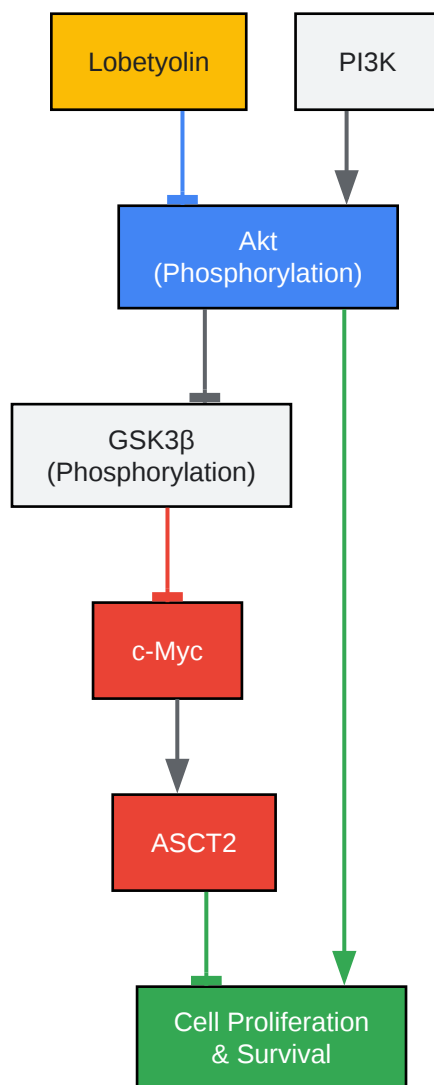 Lobetyolin
PI3K
Akt
(Phosphorylation)
GSK3β
(Phosphorylation)
c-Myc
ASCT2
Cell Proliferation
& Survival